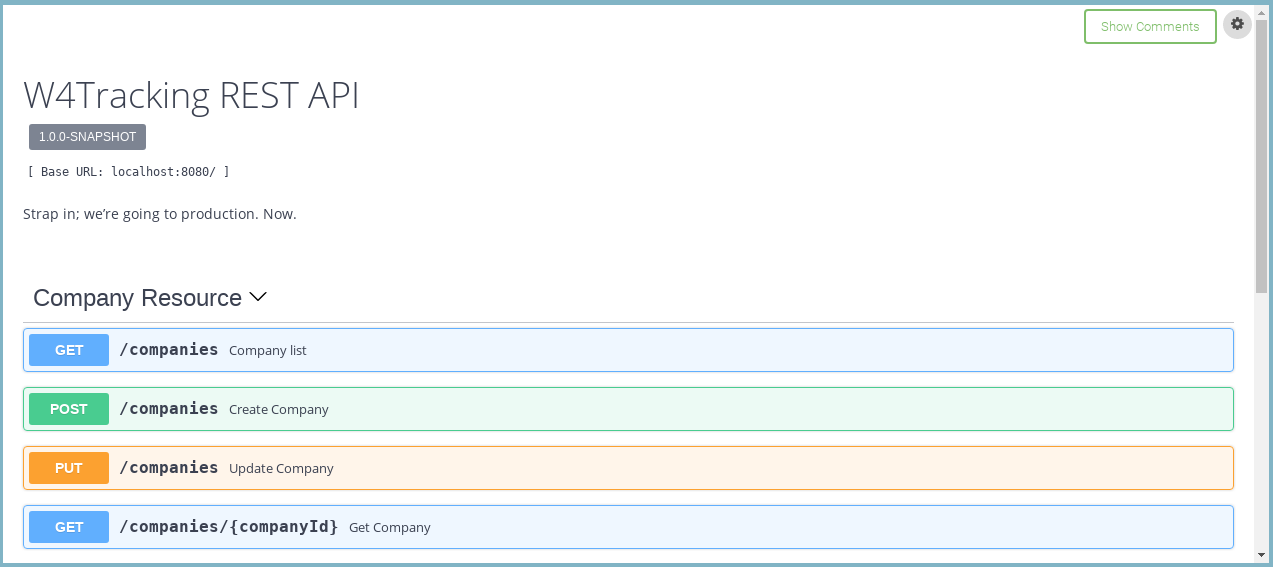 Show Comments
W4Tracking REST API
1.0.0-SNAPSHOT
[ Base URL: localhost:8080/ ]
Strap in; we’re going to production. Now.
Company Resource
GET /companies Company list
POST /companies Create Company
PUT /companies Update Company
GET /companies/{companyId} Get Company